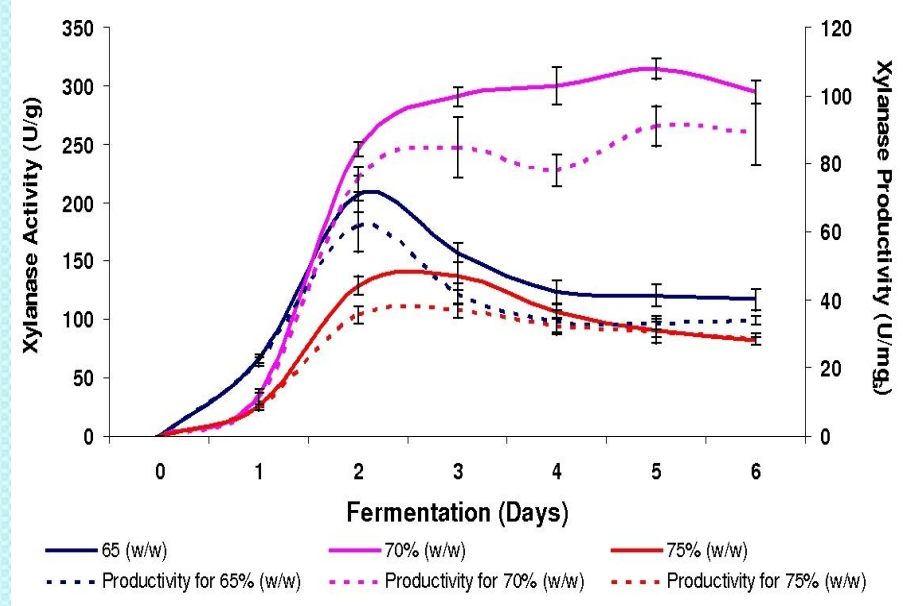 350
300
250
200
150
100
50
0
Xylanase Activity (U/g)
120
100
80
60
40
20
0
Xylanase Productivity (U/mgs)
0 1 2 3 4 5 6
Fermentation (Days)
65 (w/w) 70% (w/w) 75% (w/w)
Productivity for 65% (w/w) Productivity for 70% (w/w) Productivity for 75% (w/w)